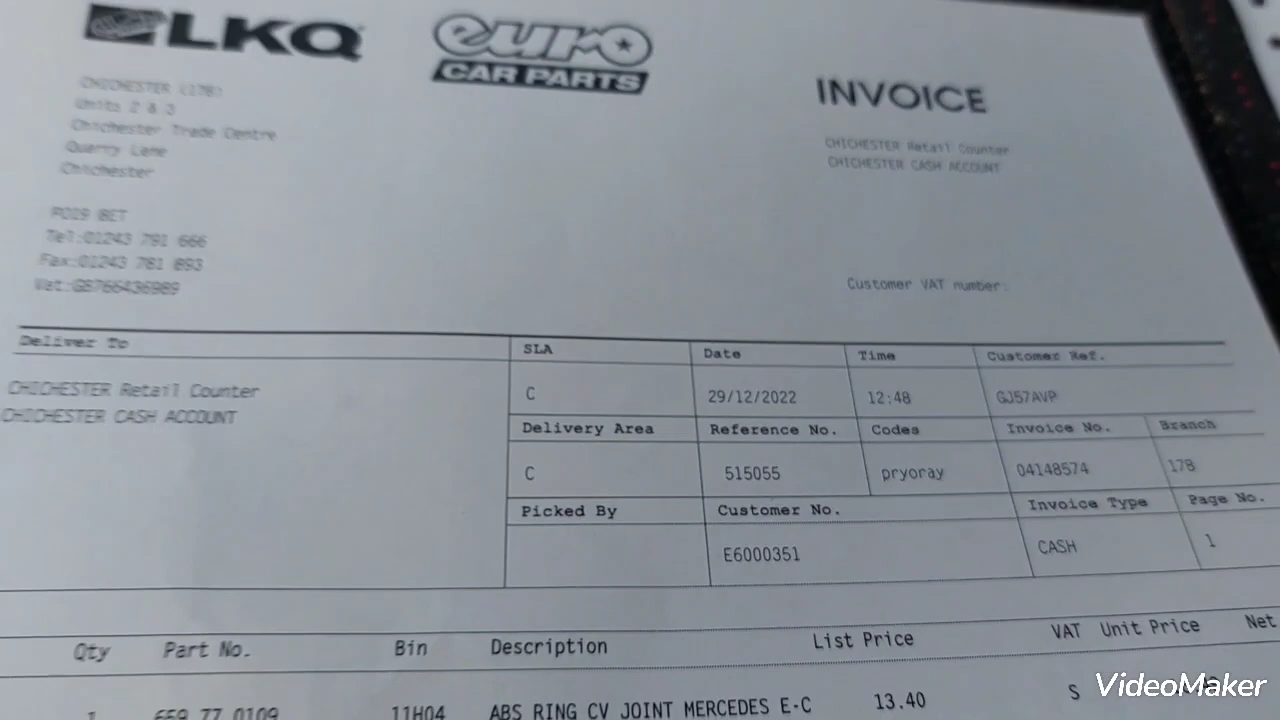 LKQ
euro
CAR PARTS
INVOICE
CHICHESTER (178)
Units 2 & 3
Chichester Trade Centre
Quarry Lane
Chichester
CHICHESTER Retail Counter
CHICHESTER CASH ACCOUNT
PO19 8ET
Tel:01243 791 666
Fax:01243 781 893
Vat:GB766436989
Customer VAT number:
Deliver To
SLA Date Time Customer Ref.
CHICHESTER Retail Counter
CHICHESTER CASH ACCOUNT
C 29/12/2022 12:48 GJ57AVP
Delivery Area Reference No. Codes Invoice No. Branch
C 515055 pryoray 04148574 178
Picked By Customer No. Invoice Type Page No.
E6000351 CASH 1
Qty Part No. Bin Description List Price VAT Unit Price Net
1 659 77 0109 11H04 ABS RING CV JOINT MERCEDES E-C 13.40 S
VideoMaker